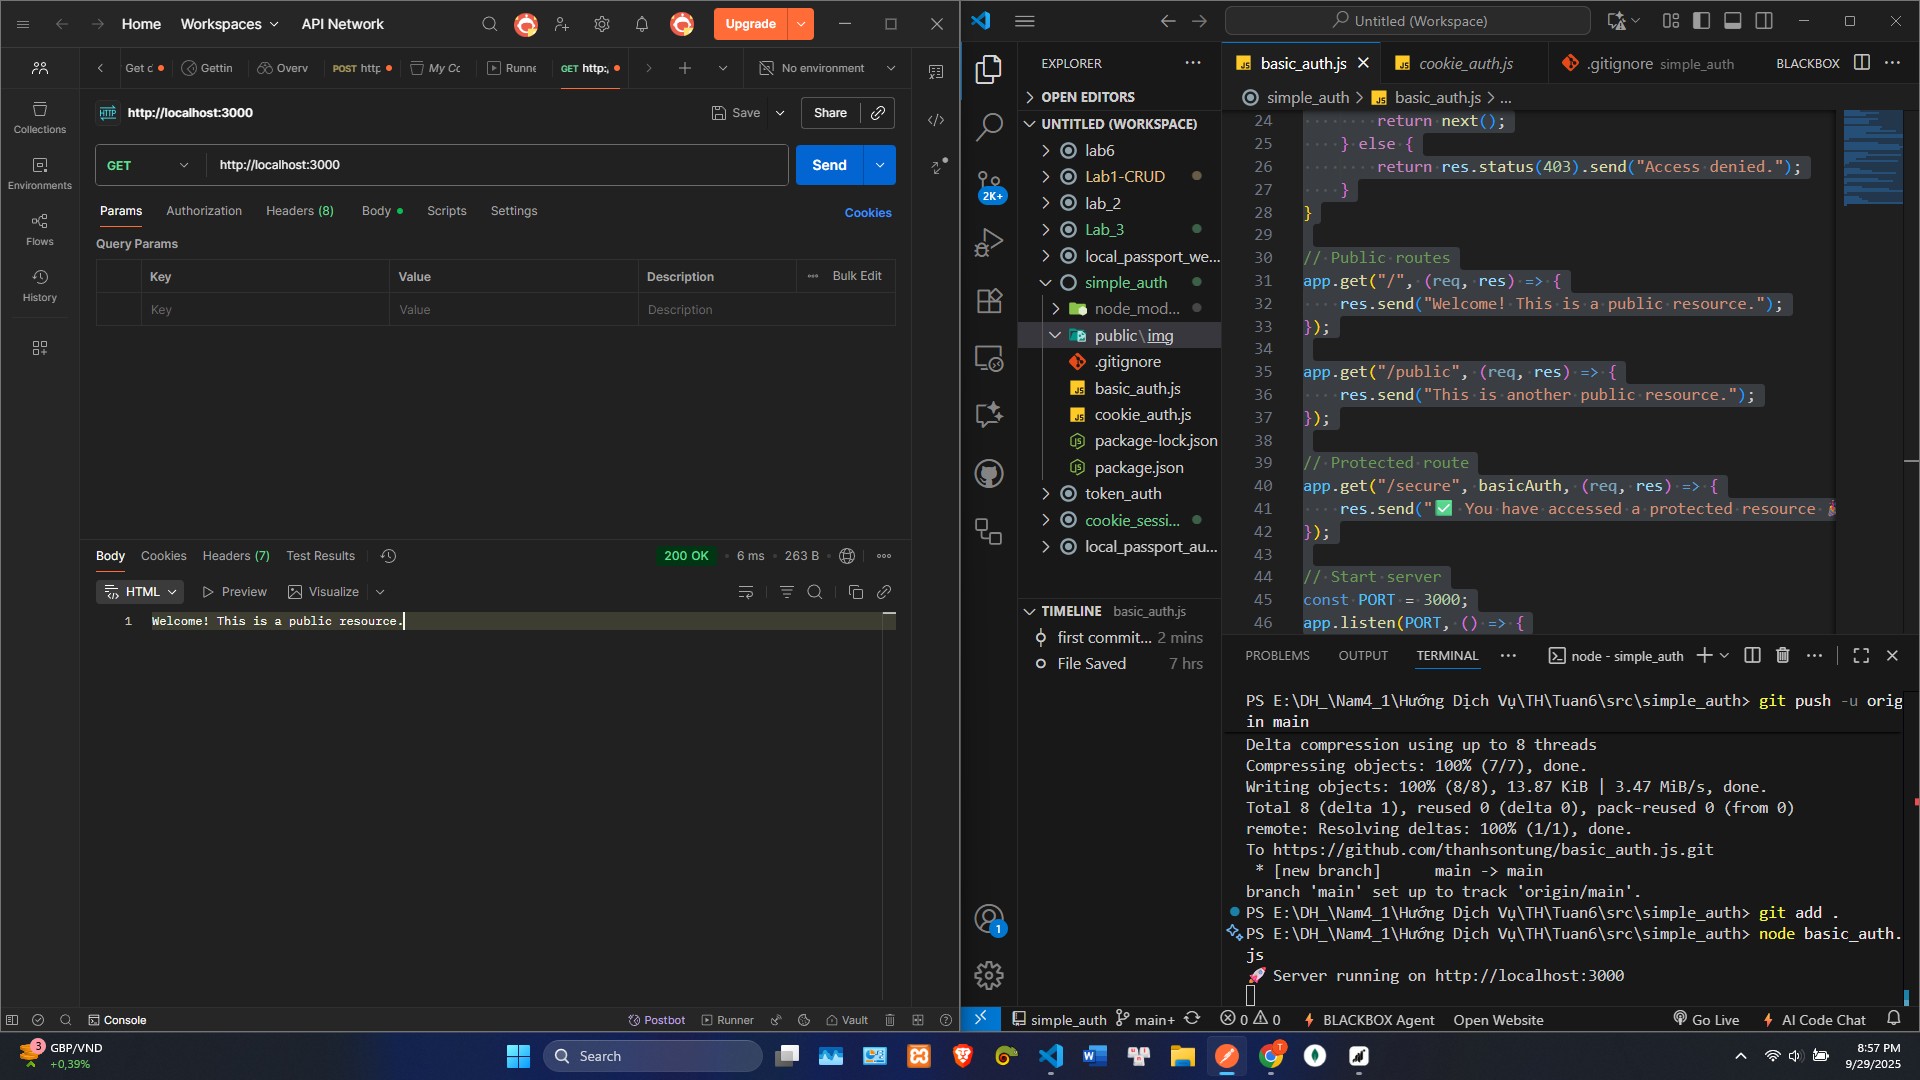 Home Workspaces API Network Upgrade
Get c Gettin Overv POST http My Cc Runne GET http:, No environment
http://localhost:3000 Save Share
GET http://localhost:3000 Send
Params Authorization Headers (8) Body Scripts Settings Cookies
Query Params
Key Value Description Bulk Edit
Key Value Description
Collections
Environments
Flows
History
Body Cookies Headers (7) Test Results 200 OK 6 ms 263 B
HTML Preview Visualize
1 Welcome! This is a public resource.
Console Postbot Runner Vault
Untitled (Workspace)
EXPLORER
OPEN EDITORS
UNTITLED (WORKSPACE)
lab6
Lab1-CRUD
lab_2
Lab_3
local_passport_we...
simple_auth
node_mod...
public\img
.gitignore
basic_auth.js
cookie_auth.js
package-lock.json
package.json
token_auth
cookie_sessi...
local_passport_au...
2K+
1
TIMELINE basic_auth.js
first commit... 2 mins
File Saved 7 hrs
basic_auth.js cookie_auth.js .gitignore simple_auth BLACKBOX
simple_auth > basic_auth.js > ...
24 return next();
25 } else {
26 return res.status(403).send("Access denied.");
27 }
28 }
29
30 // Public routes
31 app.get("/", (req, res) => {
32 res.send("Welcome! This is a public resource.");
33 });
34
35 app.get("/public", (req, res) => {
36 res.send("This is another public resource.");
37 });
38
39 // Protected route
40 app.get("/secure", basicAuth, (req, res) => {
41 res.send("✅ You have accessed a protected resource 🎉
42 });
43
44 // Start server
45 const PORT = 3000;
46 app.listen(PORT, () => {
PROBLEMS OUTPUT TERMINAL node - simple_auth
PS E:\DH_\Nam4_1\Hướng Dịch Vụ\TH\Tuan6\src\simple_auth> git push -u orig
in main
Delta compression using up to 8 threads
Compressing objects: 100% (7/7), done.
Writing objects: 100% (8/8), 13.87 KiB | 3.47 MiB/s, done.
Total 8 (delta 1), reused 0 (delta 0), pack-reused 0 (from 0)
remote: Resolving deltas: 100% (1/1), done.
To https://github.com/thanhsontung/basic_auth.js.git
* [new branch] main -> main
branch 'main' set up to track 'origin/main'.
PS E:\DH_\Nam4_1\Hướng Dịch Vụ\TH\Tuan6\src\simple_auth> git add .
PS E:\DH_\Nam4_1\Hướng Dịch Vụ\TH\Tuan6\src\simple_auth> node basic_auth.
js
🚀 Server running on http://localhost:3000
simple_auth main+ 0 0 BLACKBOX Agent Open Website Go Live AI Code Chat
3 GBP/VND
+0,39%
Search
8:57 PM
9/29/2025